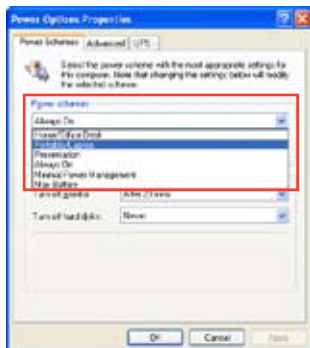 Power Options Properties
Power Schemes Advanced UPS
Select the power scheme with the most appropriate settings for
this computer. Note that changing the settings below will modify
the selected scheme.
Power schemes
Always On
Home/Office Desk
Portable/Laptop
Presentation
Always On
Minimal Power Management
Max Battery
Turn off monitor: After 20 mins
Turn off hard disks: Never
OK Cancel Apply